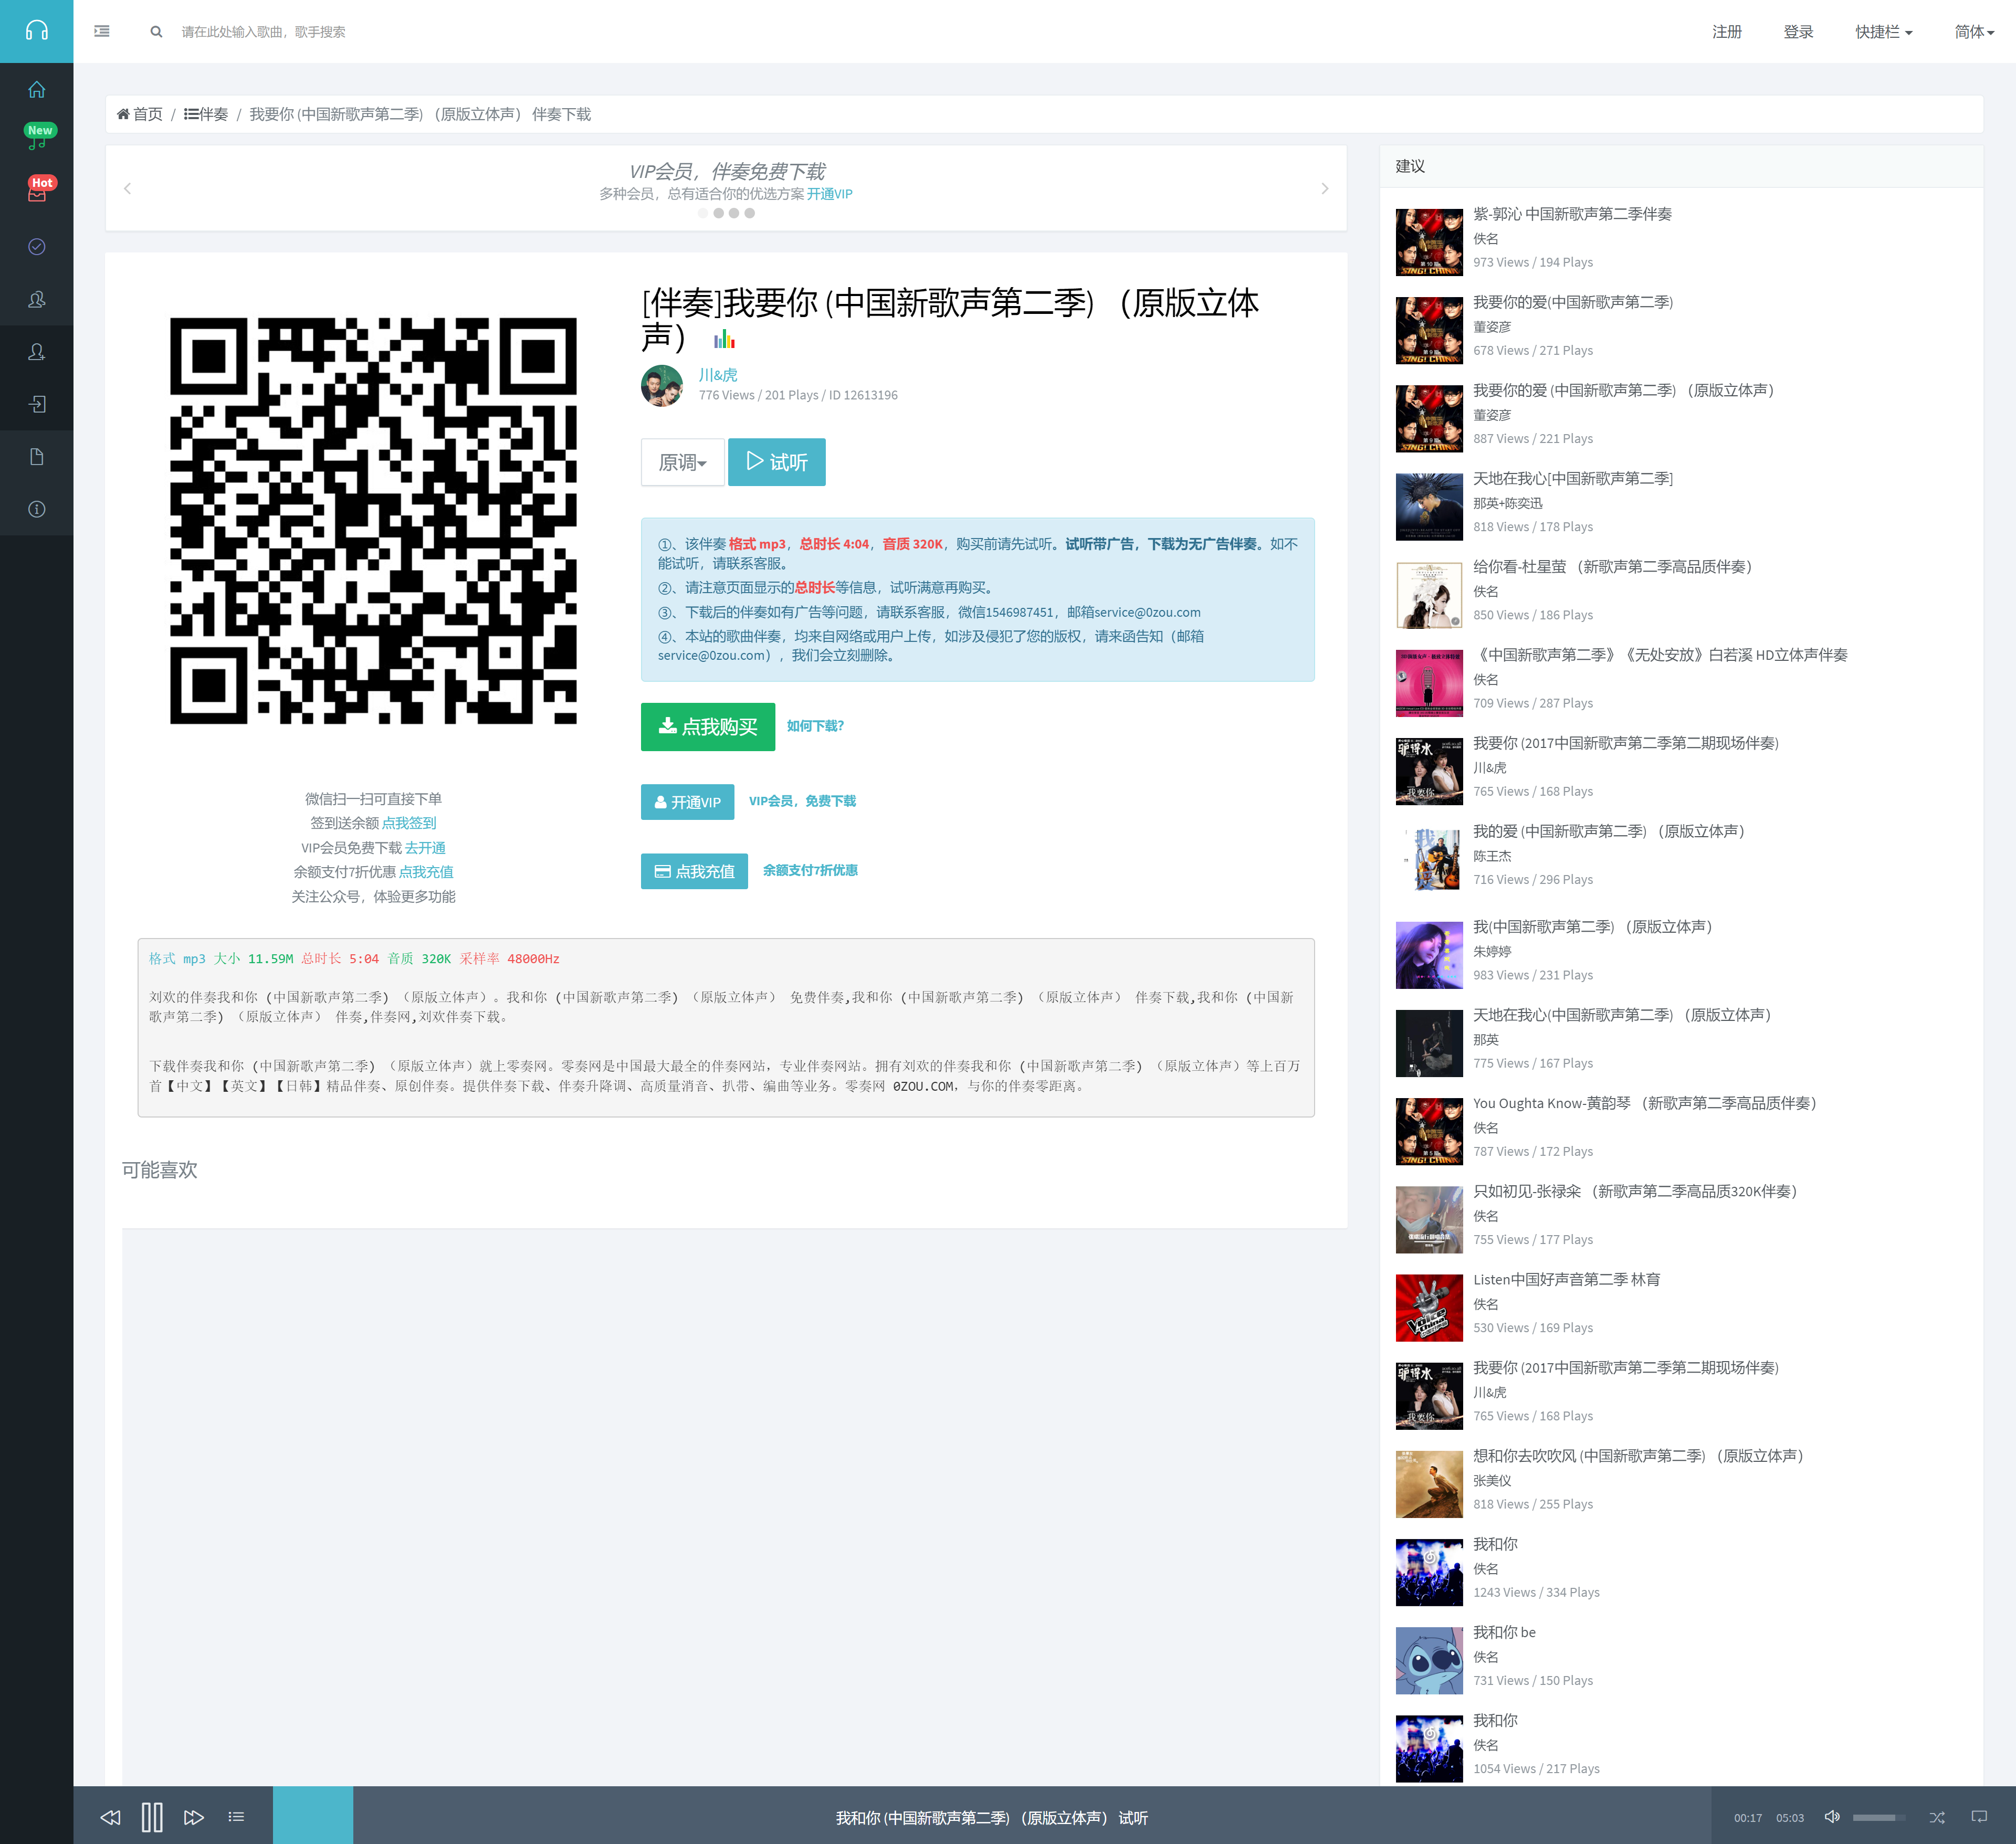 请在此处输入歌曲，歌手搜索
注册 登录 快捷栏 简体
New
Hot
首页 / 伴奏 / 我要你 (中国新歌声第二季) （原版立体声） 伴奏下载
VIP会员，伴奏免费下载
多种会员，总有适合你的优选方案 开通VIP
[伴奏]我要你 (中国新歌声第二季) （原版立体
声）
川&虎
776 Views / 201 Plays / ID 12613196
原调 试听
①、该伴奏 格式 mp3，总时长 4:04，音质 320K，购买前请先试听。试听带广告，下载为无广告伴奏。如不
能试听，请联系客服。
②、请注意页面显示的总时长等信息，试听满意再购买。
③、下载后的伴奏如有广告等问题，请联系客服，微信1546987451，邮箱service@0zou.com
④、本站的歌曲伴奏，均来自网络或用户上传，如涉及侵犯了您的版权，请来函告知（邮箱
service@0zou.com），我们会立刻删除。
点我购买 如何下载?
开通VIP VIP会员，免费下载
点我充值 余额支付7折优惠
微信扫一扫可直接下单
签到送余额 点我签到
VIP会员免费下载 去开通
余额支付7折优惠 点我充值
关注公众号，体验更多功能
格式 mp3 大小 11.59M 总时长 5:04 音质 320K 采样率 48000Hz
刘欢的伴奏我和你 (中国新歌声第二季) （原版立体声）。我和你 (中国新歌声第二季) （原版立体声） 免费伴奏,我和你 (中国新歌声第二季) （原版立体声） 伴奏下载,我和你 (中国新
歌声第二季) （原版立体声） 伴奏,伴奏网,刘欢伴奏下载。
下载伴奏我和你 (中国新歌声第二季) （原版立体声）就上零奏网。零奏网是中国最大最全的伴奏网站，专业伴奏网站。拥有刘欢的伴奏我和你 (中国新歌声第二季) （原版立体声）等上百万
首【中文】【英文】【日韩】精品伴奏、原创伴奏。提供伴奏下载、伴奏升降调、高质量消音、扒带、编曲等业务。零奏网 0ZOU.COM，与你的伴奏零距离。
可能喜欢
建议
紫-郭沁 中国新歌声第二季伴奏
佚名
973 Views / 194 Plays
我要你的爱(中国新歌声第二季)
董姿彦
678 Views / 271 Plays
我要你的爱 (中国新歌声第二季) （原版立体声）
董姿彦
887 Views / 221 Plays
天地在我心[中国新歌声第二季]
那英+陈奕迅
818 Views / 178 Plays
给你看-杜星萤 （新歌声第二季高品质伴奏）
佚名
850 Views / 186 Plays
《中国新歌声第二季》《无处安放》白若溪 HD立体声伴奏
佚名
709 Views / 287 Plays
我要你 (2017中国新歌声第二季第二期现场伴奏)
川&虎
765 Views / 168 Plays
我的爱 (中国新歌声第二季) （原版立体声）
陈王杰
716 Views / 296 Plays
我(中国新歌声第二季) （原版立体声）
朱婷婷
983 Views / 231 Plays
天地在我心(中国新歌声第二季) （原版立体声）
那英
775 Views / 167 Plays
You Oughta Know-黄韵琴 （新歌声第二季高品质伴奏）
佚名
787 Views / 172 Plays
只如初见-张禄籴 （新歌声第二季高品质320K伴奏）
佚名
755 Views / 177 Plays
Listen中国好声音第二季 林育
佚名
530 Views / 169 Plays
我要你 (2017中国新歌声第二季第二期现场伴奏)
川&虎
765 Views / 168 Plays
想和你去吹吹风 (中国新歌声第二季) （原版立体声）
张美仪
818 Views / 255 Plays
我和你
佚名
1243 Views / 334 Plays
我和你 be
佚名
731 Views / 150 Plays
我和你
佚名
1054 Views / 217 Plays
我和你 (中国新歌声第二季) （原版立体声） 试听
00:17 05:03